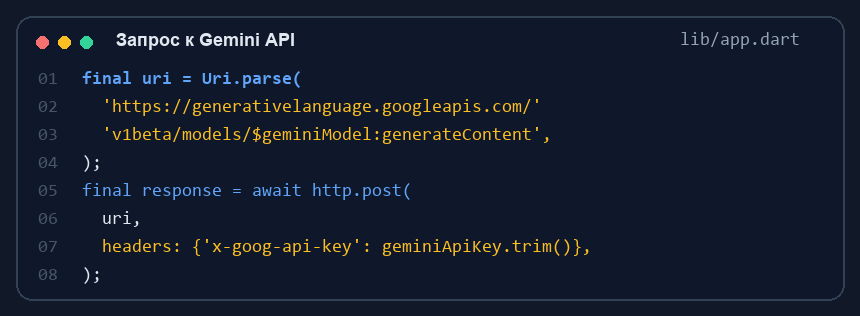 Запрос к Gemini API
lib/app.dart
01 final uri = Uri.parse(
02   'https://generativelanguage.googleapis.com/'
03   'v1beta/models/$geminiModel:generateContent',
04 );
05 final response = await http.post(
06   uri,
07   headers: {'x-goog-api-key': geminiApiKey.trim()},
08 );